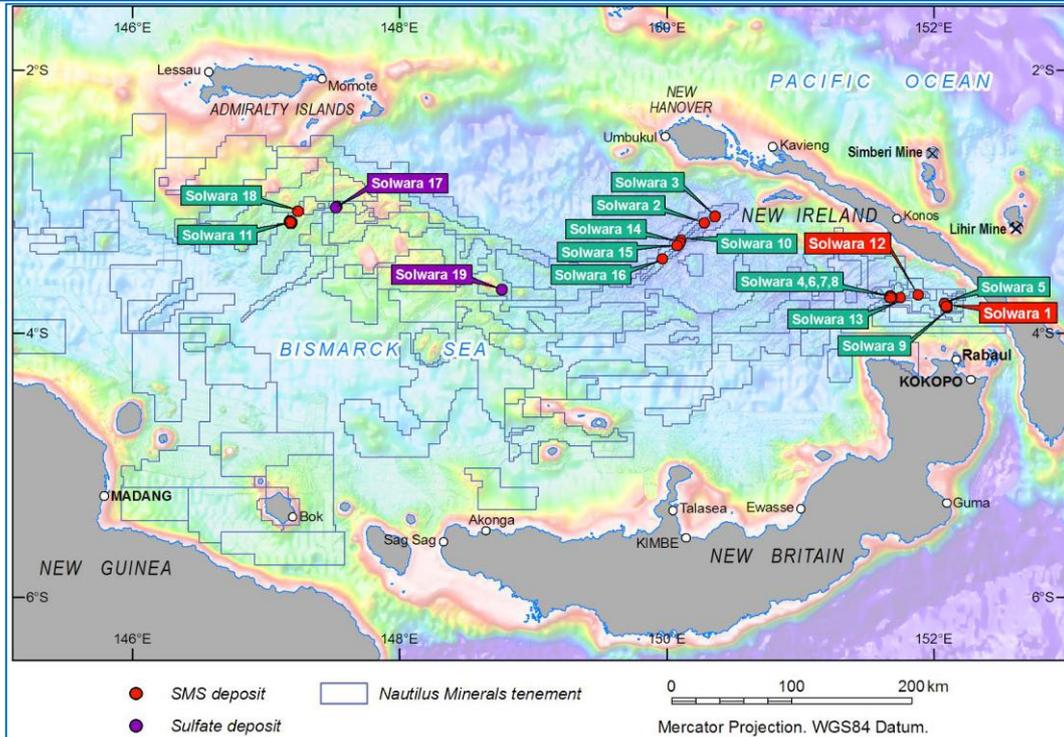 146°E
148°E
150°E
152°E
2°S
2°S
Lessau
Momote
ADMIRALTY ISLANDS
PACIFIC OCEAN
NEW
HANOVER
Umbukul
Kavieng
Simberi Mine
Solwara 17
Solwara 18
Solwara 11
Solwara 3
Solwara 2
NEW IRELAND
Konos
Lihir Mine
Solwara 14
Solwara 10
Solwara 12
Solwara 15
Solwara 16
Solwara 19
Solwara 4,6,7,8
Solwara 5
Solwara 13
Solwara 1
Solwara 9
4°S
4°S
BISMARCK SEA
Rabaul
KOKOPO
MADANG
Bok
Akonga
Sag Sag
Talasea
Ewasse
Guma
KIMBE
NEW BRITAIN
NEW GUINEA
6°S
6°S
146°E
148°E
150°E
152°E
SMS deposit
Nautilus Minerals tenement
Sulfate deposit
0 100 200 km
Mercator Projection. WGS84 Datum.